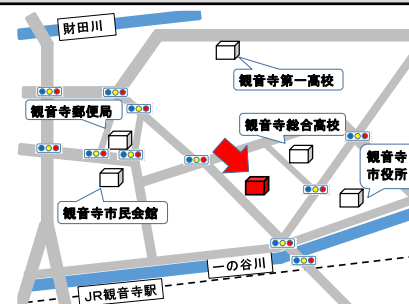 財田川
観音寺第一高校
観音寺郵便局
観音寺総合高校
観音寺
市役所
観音寺市民会館
一の谷川
JR観音寺駅